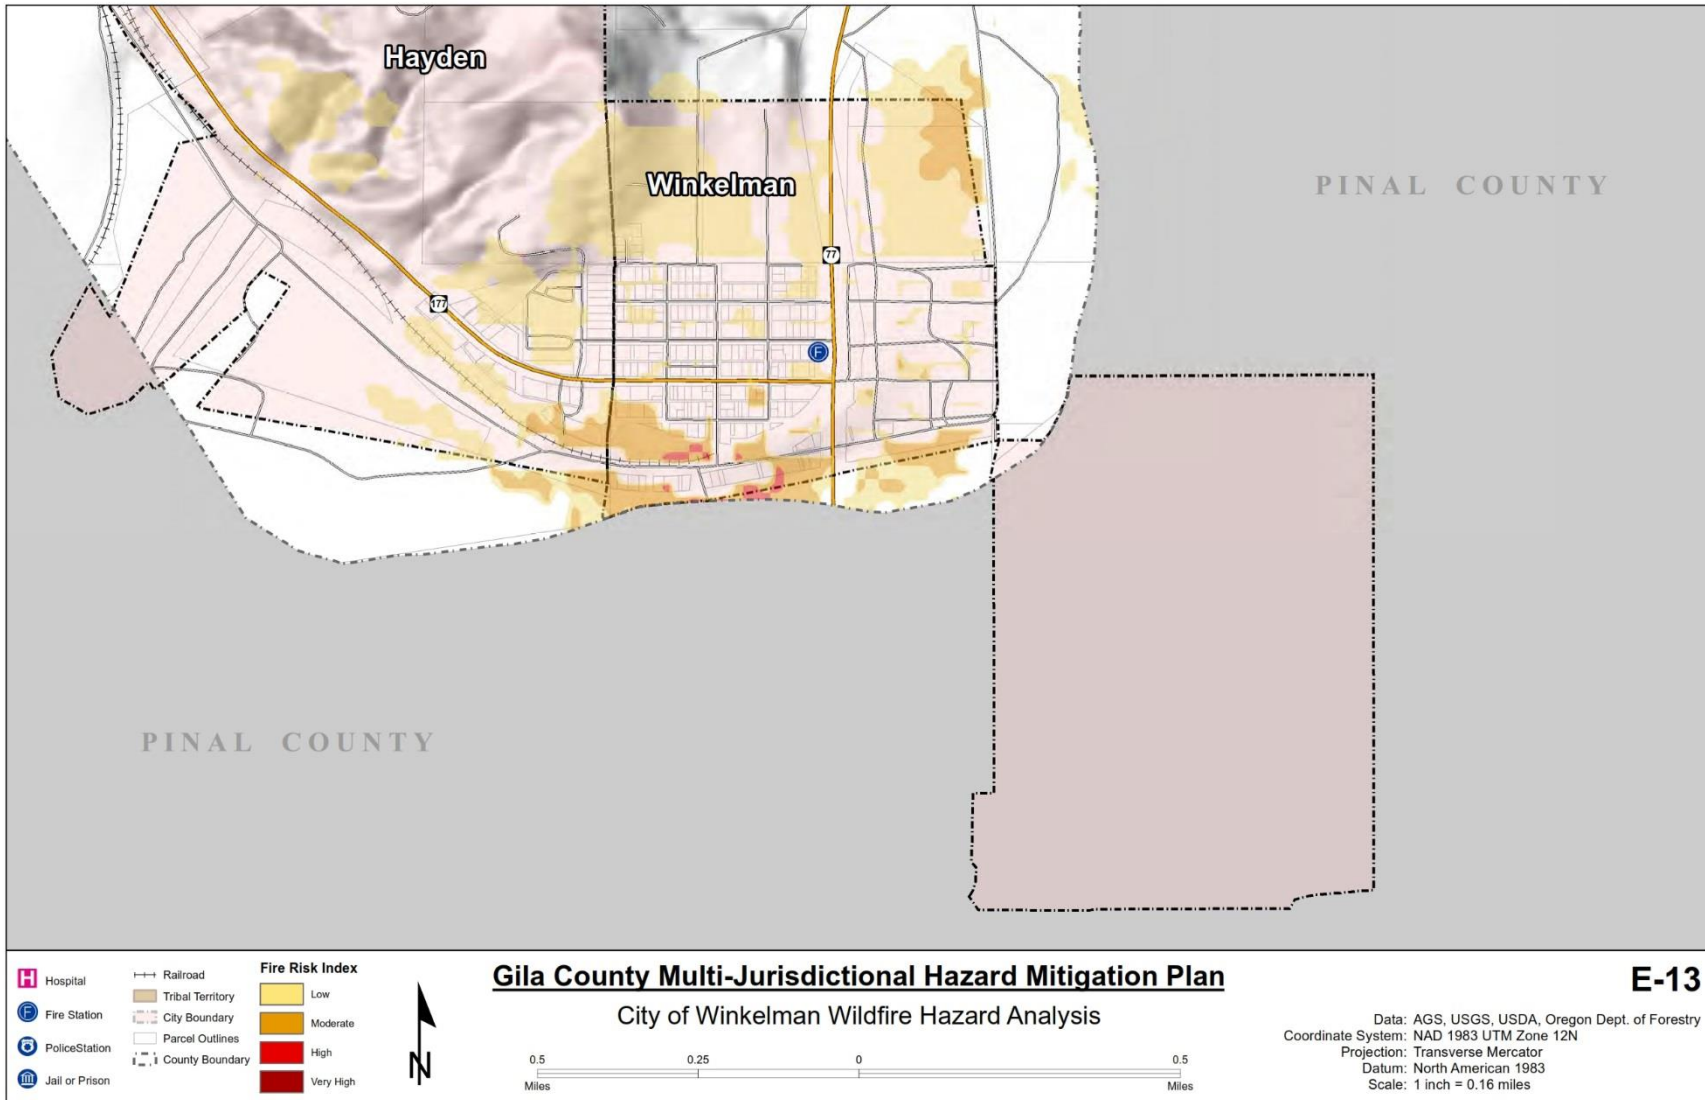 Hayden
Winkelman
PINAL COUNTY
77
177
F
PINAL COUNTY
H Hospital
F Fire Station
PoliceStation
Jail or Prison
Railroad
Tribal Territory
City Boundary
Parcel Outlines
County Boundary
Fire Risk Index
Low
Moderate
High
Very High
N
Gila County Multi-Jurisdictional Hazard Mitigation Plan
City of Winkelman Wildfire Hazard Analysis
0.5 0.25 0 0.5
Miles Miles
E-13
Data: AGS, USGS, USDA, Oregon Dept. of Forestry
Coordinate System: NAD 1983 UTM Zone 12N
Projection: Transverse Mercator
Datum: North American 1983
Scale: 1 inch = 0.16 miles